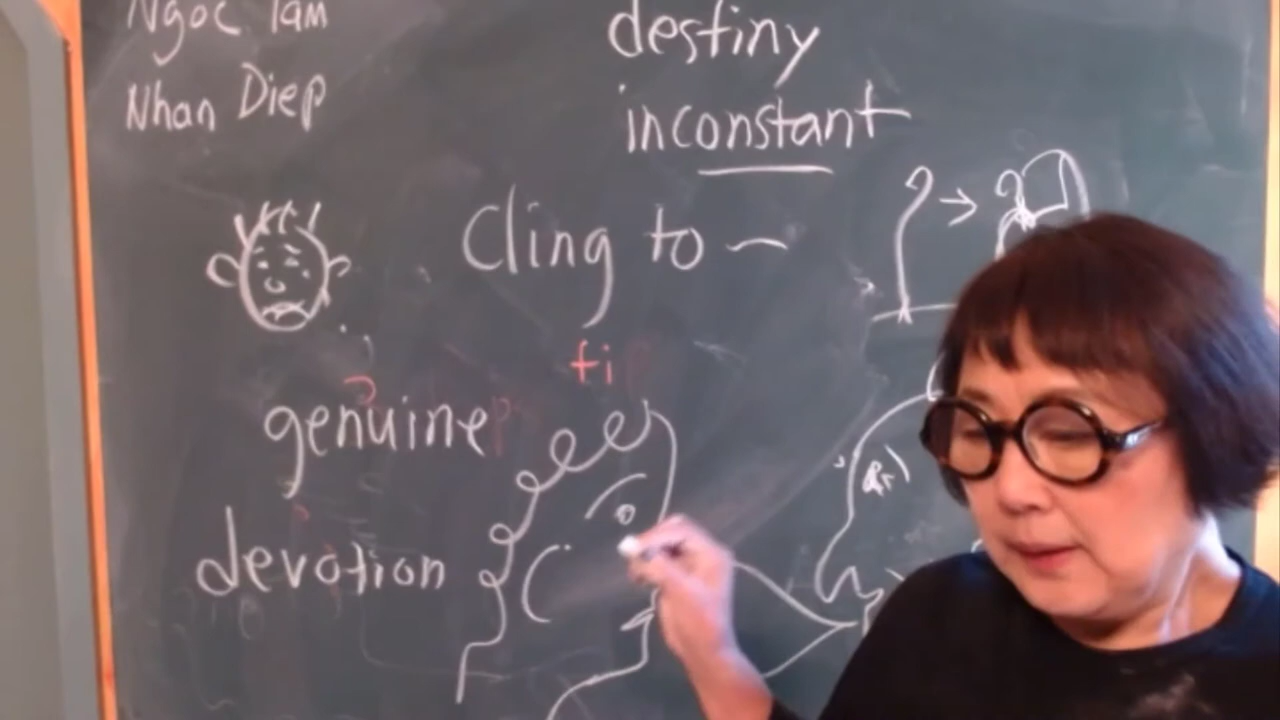 Ngoc Tam
Nhan Diep
destiny
inconstant
Cling to ~
genuine
devotion